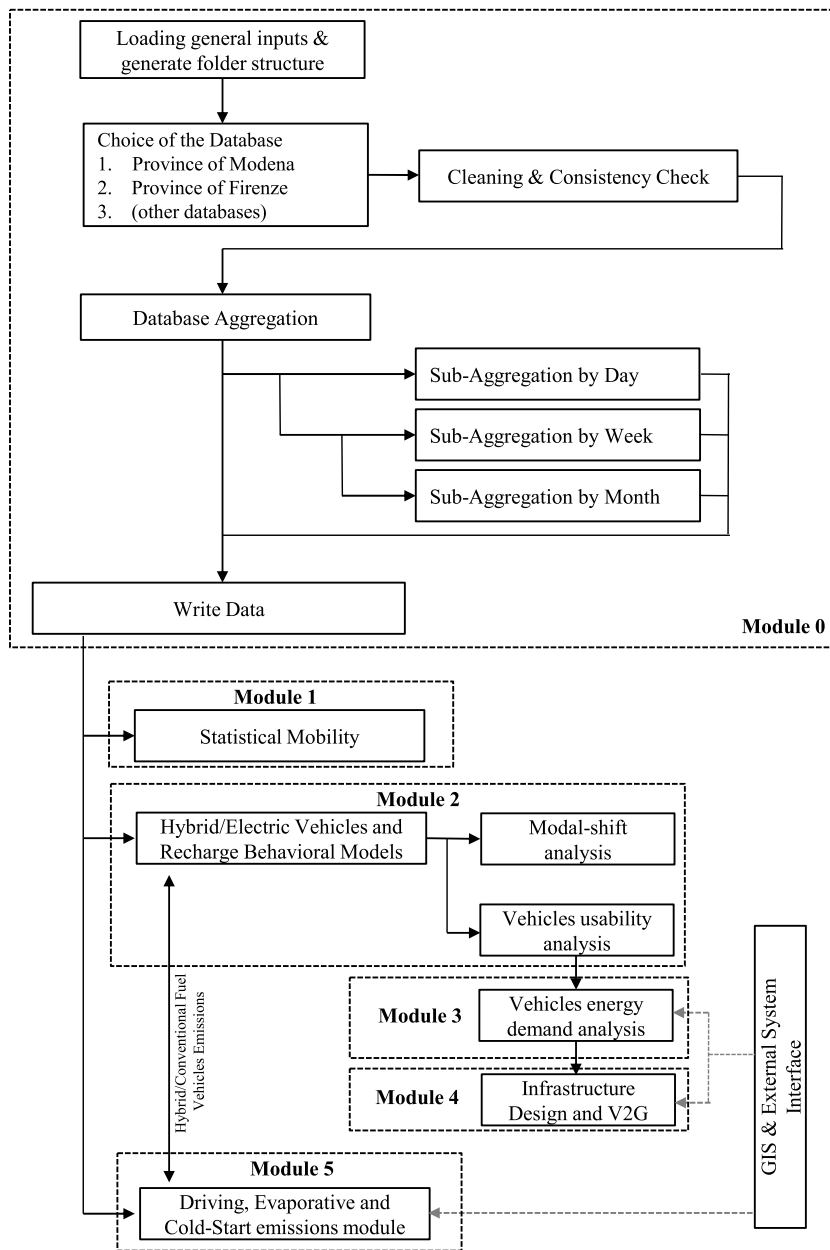 Loading general inputs &
generate folder structure
Choice of the Database
1. Province of Modena
2. Province of Firenze
3. (other databases)
Cleaning & Consistency Check
Database Aggregation
Sub-Aggregation by Day
Sub-Aggregation by Week
Sub-Aggregation by Month
Write Data
Module 0
Module 1
Statistical Mobility
Module 2
Hybrid/Electric Vehicles and
Recharge Behavioral Models
Modal-shift
analysis
Vehicles usability
analysis
Hybrid/Conventional Fuel
Vehicles Emissions
Module 3
Vehicles energy
demand analysis
Module 4
Infrastructure
Design and V2G
GIS & External System
Interface
Module 5
Driving, Evaporative and
Cold-Start emissions module